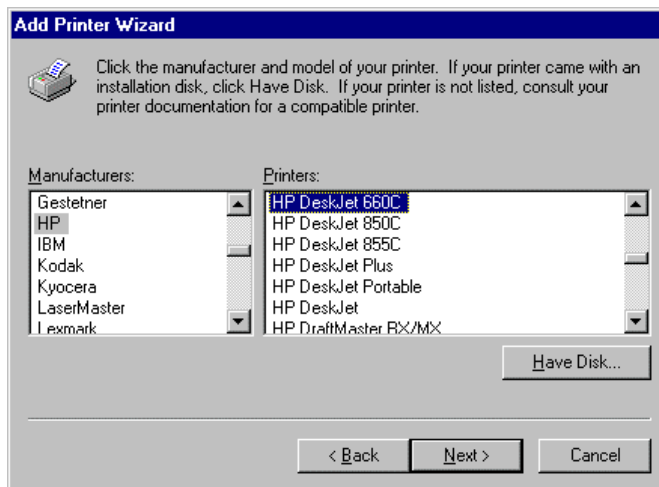 Add Printer Wizard
Click the manufacturer and model of your printer. If your printer came with an
installation disk, click Have Disk. If your printer is not listed, consult your
printer documentation for a compatible printer.
Manufacturers:
Gestetner
HP
IBM
Kodak
Kyocera
LaserMaster
Lexmark
Printers:
HP DeskJet 660C
HP DeskJet 850C
HP DeskJet 855C
HP DeskJet Plus
HP DeskJet Portable
HP DeskJet
HP DraftMaster RX/MX
Have Disk...
< Back
Next >
Cancel